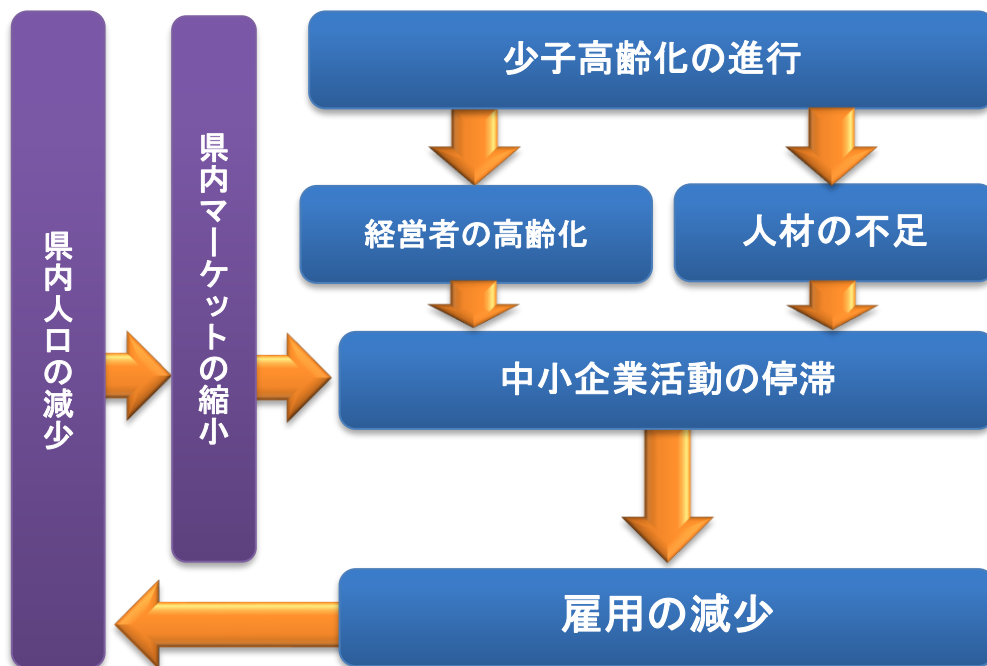 県内人口の減少
県内マーケットの縮小
少子高齢化の進行
経営者の高齢化
人材の不足
中小企業活動の停滞
雇用の減少